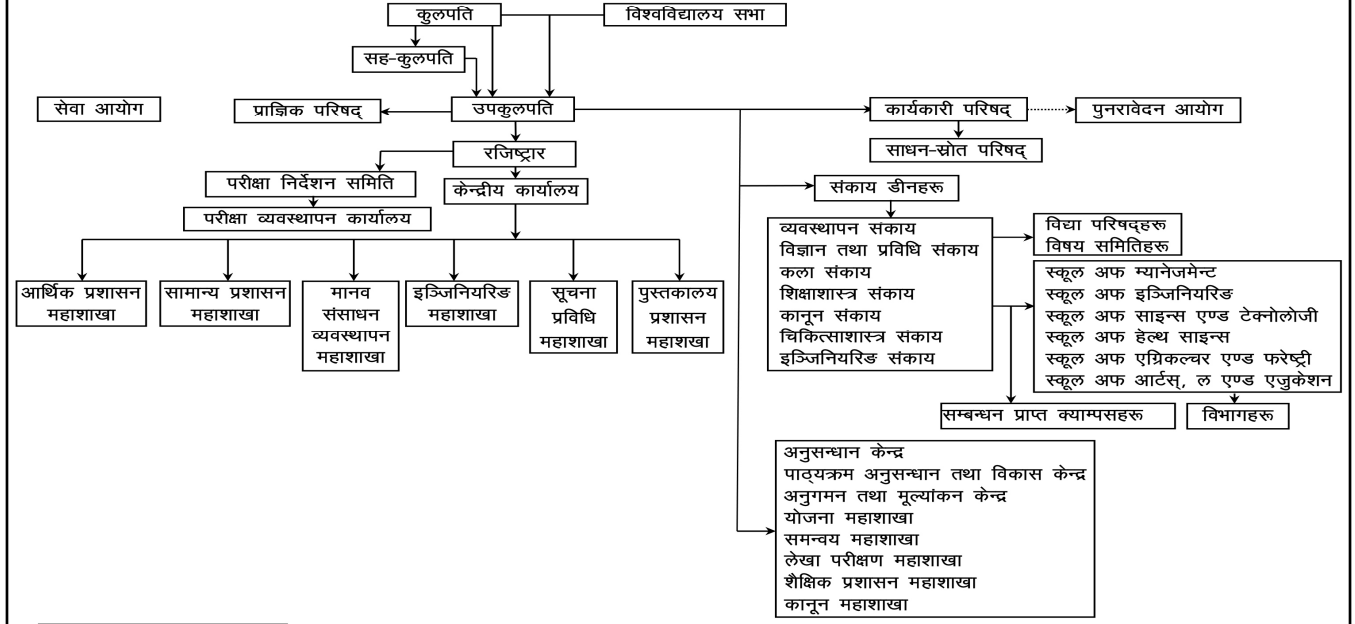 कुलपति
विश्वविद्यालय सभा
सह-कुलपति
सेवा आयोग
प्राज्ञिक परिषद्
उपकुलपति
कार्यकारी परिषद्
पुनरावेदन आयोग
रजिष्ट्रार
साधन-स्रोत परिषद्
परीक्षा निर्देशन समिति
केन्द्रीय कार्यालय
संकाय डीनहरू
परीक्षा व्यवस्थापन कार्यालय
व्यवस्थापन संकाय
विज्ञान तथा प्रविधि संकाय
कला संकाय
शिक्षाशास्त्र संकाय
कानून संकाय
चिकित्साशास्त्र संकाय
इञ्जिनियरिङ संकाय
विद्या परिषद्हरू
विषय समितिहरू
स्कूल अफ म्यानेजमेन्ट
स्कूल अफ इञ्जिनियरिङ
स्कूल अफ साइन्स एण्ड टेक्नोलोजी
स्कूल अफ हेल्थ साइन्स
स्कूल अफ एग्रिकल्चर एण्ड फरेष्ट्री
स्कूल अफ आर्टस्, ल एण्ड एजुकेशन
आर्थिक प्रशासन
महाशाखा
सामान्य प्रशासन
महाशाखा
मानव
संसाधन
व्यवस्थापन
महाशाखा
इञ्जिनियरिङ
महाशाखा
सूचना
प्रविधि
महाशाखा
पुस्तकालय
प्रशासन
महाशखा
सम्बन्धन प्राप्त क्याम्पसहरू
विभागहरू
अनुसन्धान केन्द्र
पाठ्यक्रम अनुसन्धान तथा विकास केन्द्र
अनुगमन तथा मूल्यांकन केन्द्र
योजना महाशाखा
समन्वय महाशाखा
लेखा परीक्षण महाशाखा
शैक्षिक प्रशासन महाशाखा
कानून महाशाखा